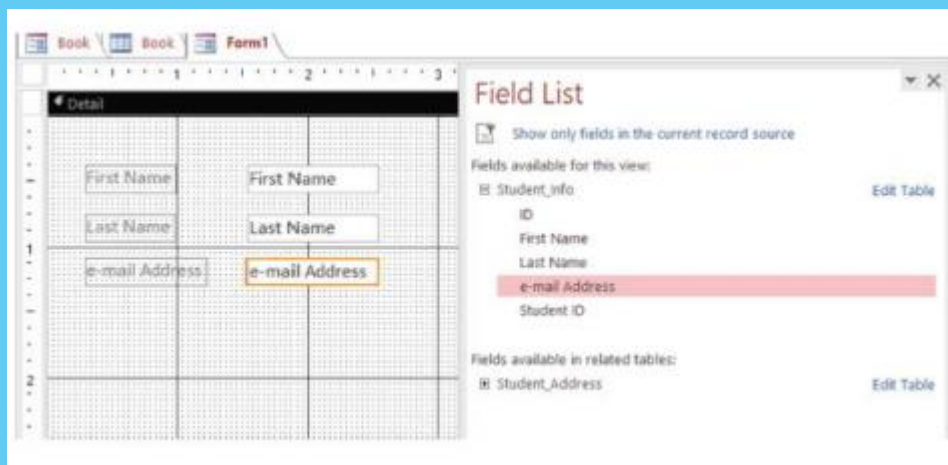 Book Book Form1
1 2 3
Detail
First Name First Name
Last Name Last Name
1
e-mail Address e-mail Address
2
Field List
Show only fields in the current record source
Fields available for this view:
Student_Info Edit Table
ID
First Name
Last Name
e-mail Address
Student ID
Fields available in related tables:
Student_Address Edit Table